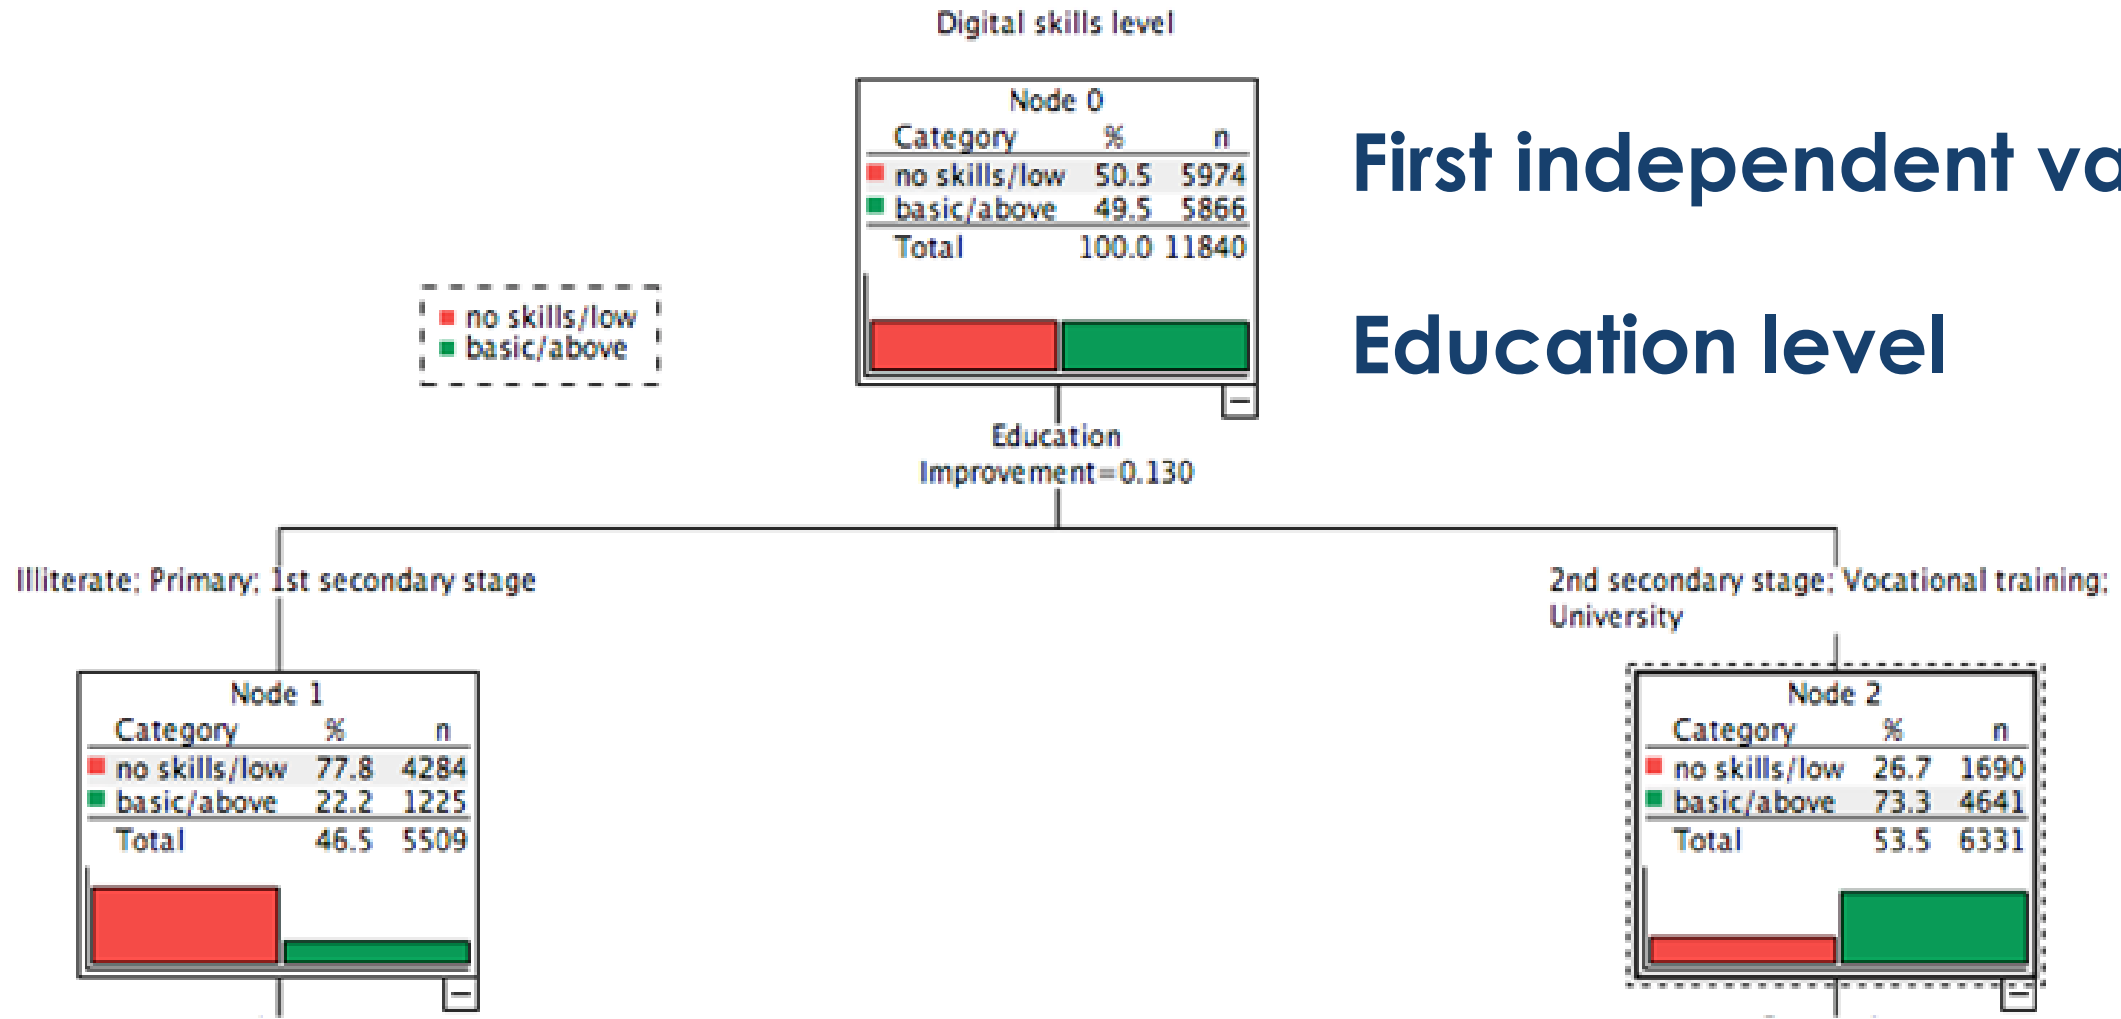 Digital skills level
Node 0
Category % n
no skills/low 50.5 5974
basic/above 49.5 5866
Total 100.0 11840
First independent va
Education level
no skills/low
basic/above
Education
Improvement=0.130
Illiterate; Primary; 1st secondary stage
2nd secondary stage; Vocational training;
University
Node 1
Category % n
no skills/low 77.8 4284
basic/above 22.2 1225
Total 46.5 5509
Node 2
Category % n
no skills/low 26.7 1690
basic/above 73.3 4641
Total 53.5 6331